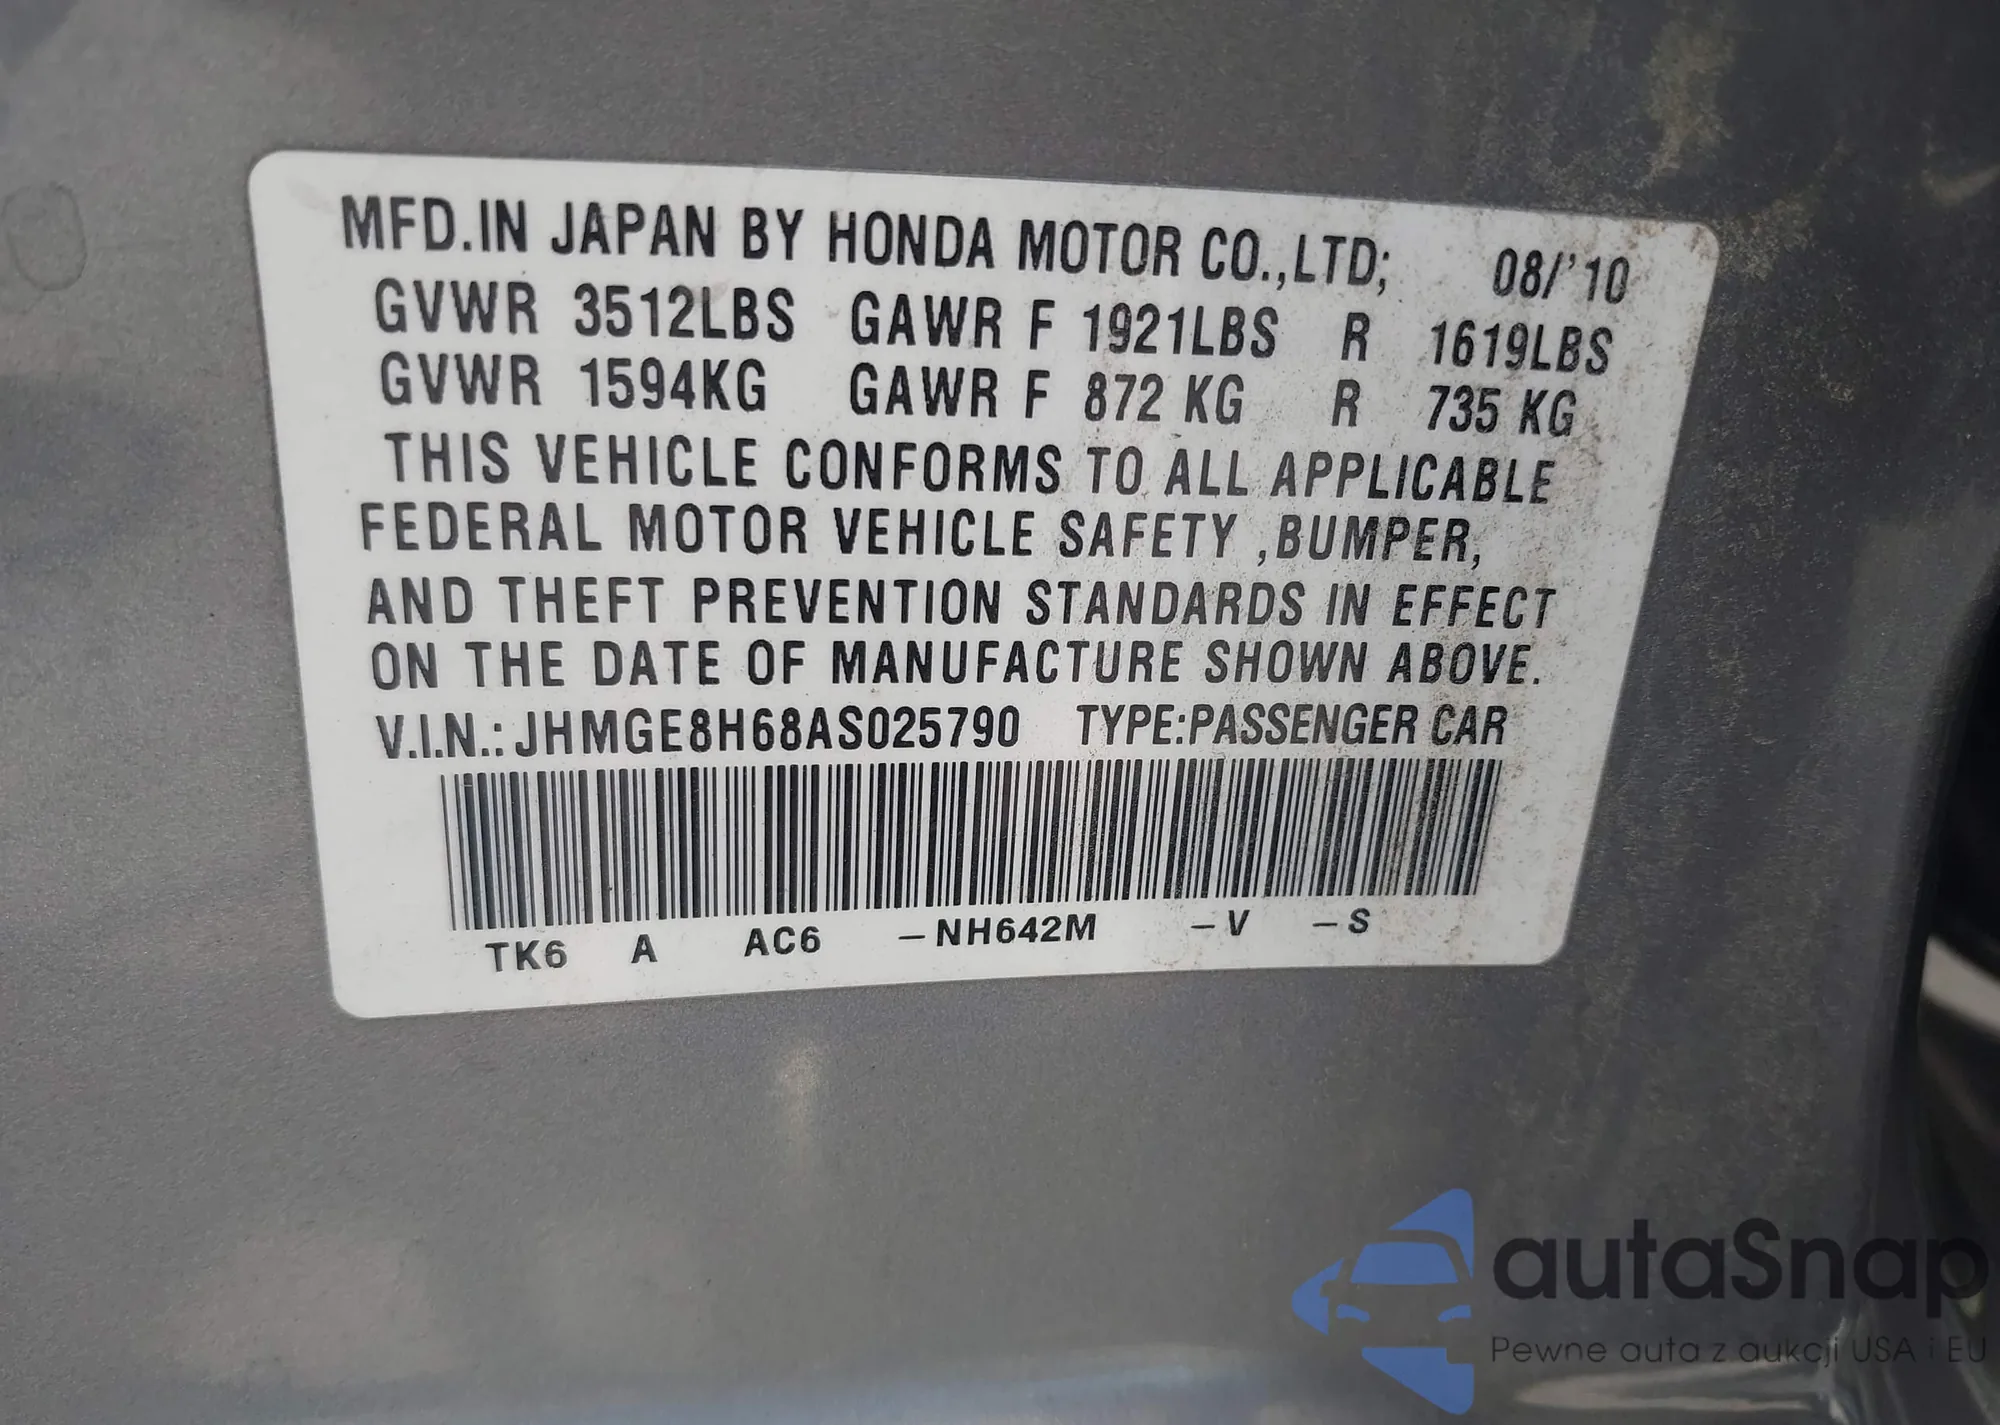 MFD.IN JAPAN BY HONDA MOTOR CO.,LTD; 08/'10
GVWR 3512LBS GAWR F 1921LBS R 1619LBS
GVWR 1594KG GAWR F 872 KG R 735 KG
THIS VEHICLE CONFORMS TO ALL APPLICABLE
FEDERAL MOTOR VEHICLE SAFETY ,BUMPER,
AND THEFT PREVENTION STANDARDS IN EFFECT
ON THE DATE OF MANUFACTURE SHOWN ABOVE.
V.I.N.: JHMGE8H68AS025790 TYPE:PASSENGER CAR
TK6 A AC6 –NH642M –V –S
autaSnap
Pewne auta z aukcji USA i EU